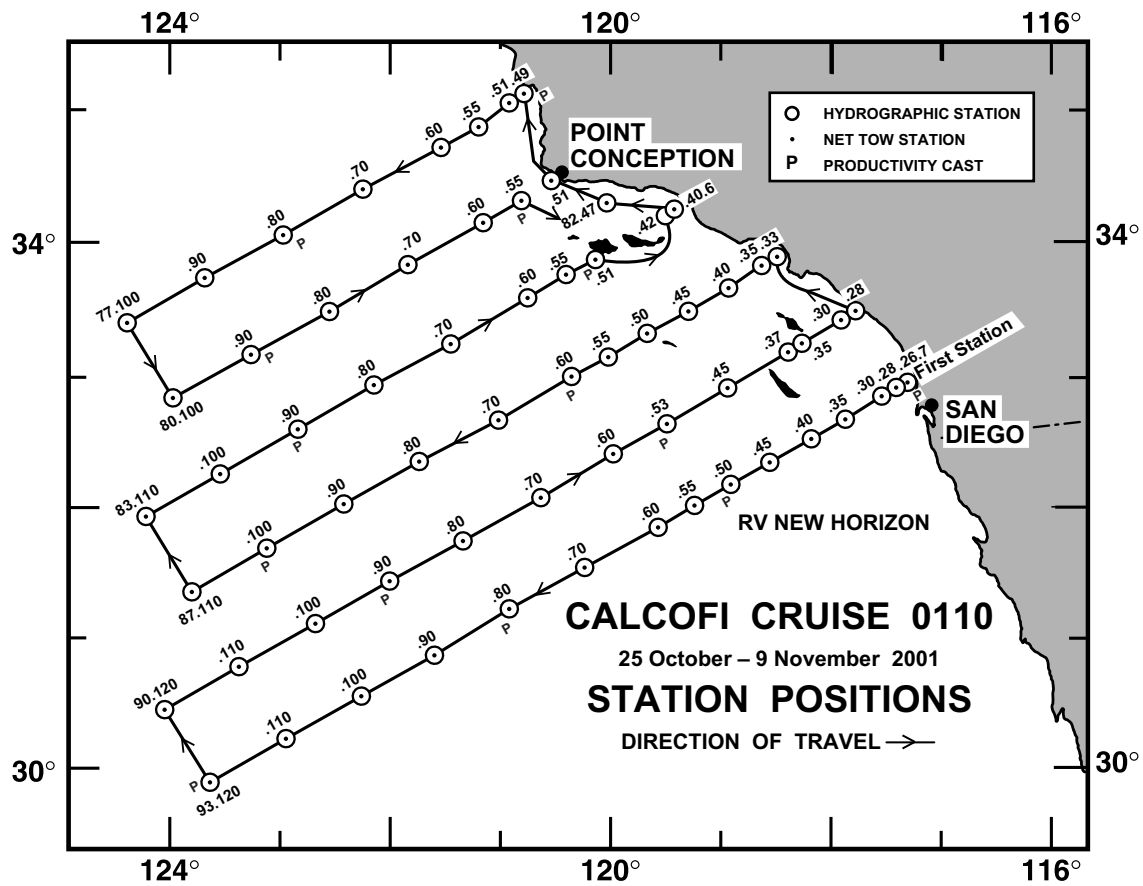 124° 120° 116°
.51 .49
P
.55
.60
.70
.80
P
.90
77.100
POINT
CONCEPTION
HYDROGRAPHIC STATION
NET TOW STATION
P PRODUCTIVITY CAST
34° 34°
.51
82.47
.40.6
.42
.55
P
.60
.70
.80
.90
P
80.100
.51
P
.55
.60
.70
.80
.90
P
.100
83.110
.33
.35
.40
.45
.50
.55
.60
P
.70
.80
.90
.100
P
87.110
.28
.30
.35
.37
.45
.53
P
.60
.70
.80
.90
P
.100
.110
90.120
First Station
26.7
P
.28
.30
.35
.40
.45
.50
P
.55
.60
.70
.80
P
.90
.100
.110
P
93.120
SAN
DIEGO
RV NEW HORIZON
CALCOFI CRUISE 0110
25 October – 9 November 2001
STATION POSITIONS
DIRECTION OF TRAVEL
30° 30°
124° 120° 116°